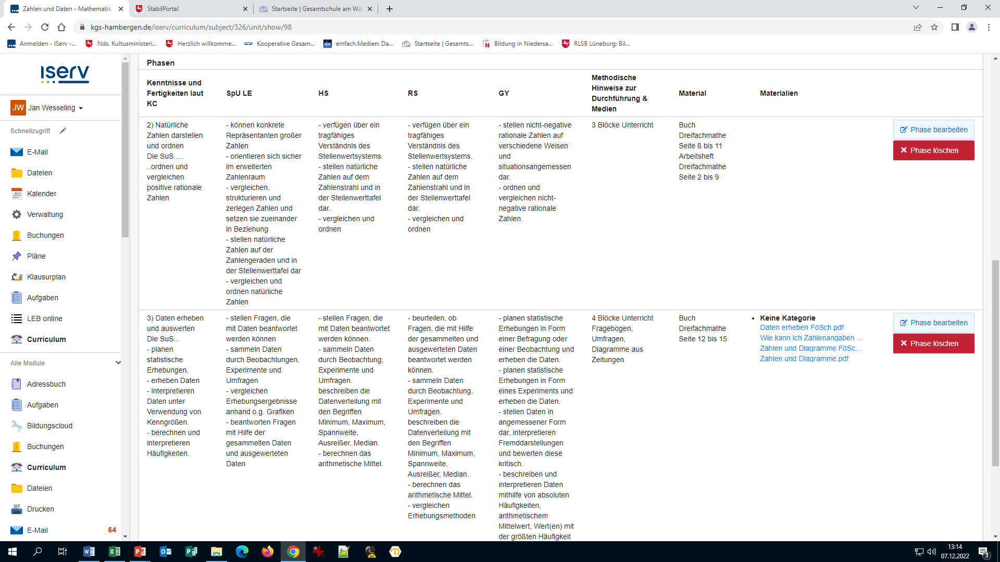 Zahlen und Daten - Mathematik
StabilPortal
Startseite | Gesamtschule am Wäl
kgs-hambergen.de/iserv/curriculum/subject/326/unit/show/98
Anmelden - IServ -...
Nds. Kultusministeri...
Herzlich willkomme...
Kooperative Gesam...
NDR
einfach.Medien: Da...
Startseite | Gesamts...
Bildung in Niedersa...
RLSB Lüneburg: Bil...
Iserv
JW Jan Wesseling
Schnellzugriff
E-Mail
Dateien
Kalender
Verwaltung
Buchungen
Pläne
Klausurplan
Aufgaben
LEB online
Curriculum
Alle Module
Adressbuch
Aufgaben
Bildungscloud
Buchungen
Curriculum
Dateien
Drucken
E-Mail 64
Phasen
Kenntnisse und
Fertigkeiten laut
KC
SpU LE
HS
RS
GY
Methodische
Hinweise zur
Durchführung &
Medien
Material
Materialien
2) Natürliche
Zahlen darstellen
und ordnen
Die SuS.....
..ordnen und
vergleichen
positive rationale
Zahlen
- können konkrete
Repräsentanten großer
Zahlen
- orientieren sich sicher
im erweiterten
Zahlenraum
- vergleichen,
strukturieren und
zerlegen Zahlen und
setzen sie zueinander
in Beziehung
- stellen natürliche
Zahlen auf der
Zahlengeraden und in
der Stellenwerttafel dar
- vergleichen und
ordnen natürliche
Zahlen
- verfügen über ein
tragfähiges
Verständnis des
Stellenwertsystems.
- stellen natürliche
Zahlen auf dem
Zahlenstrahl und in
der Stellenwerttafel
dar.
- vergleichen und
ordnen
- verfügen über ein
tragfähiges
Verständnis des
Stellenwertsystems.
- stellen natürliche
Zahlen auf dem
Zahlenstrahl und in
der Stellenwerttafel
dar.
- vergleichen und
ordnen
- stellen nicht-negative
rationale Zahlen auf
verschiedene Weisen
und
situationsangemessen
dar.
- ordnen und
vergleichen nicht-
negative rationale
Zahlen.
3 Blöcke Unterricht
Buch
Dreifachmathe
Seite 8 bis 11
Arbeitsheft
Dreifachmathe
Seite 2 bis 9
Phase bearbeiten
Phase löschen
3) Daten erheben
und auswerten
Die SuS...
- planen
statistische
Erhebungen,
- erheben Daten
- interpretieren
Daten unter
Verwendung von
Kenngrößen.
- berechnen und
interpretieren
Häufigkeiten.
- stellen Fragen, die
mit Daten beantwortet
werden können
- sammeln Daten
durch Beobachtungen,
Experimente und
Umfragen
- vergleichen
Erhebungsergebnisse
anhand o.g. Grafiken
- beantworten Fragen
mit Hilfe der
gesammelten Daten
und ausgewerteten
Daten
- stellen Fragen, die
mit Daten beantwortet
werden können.
- sammeln Daten
durch Beobachtung,
Experimente und
Umfragen.
beschreiben die
Datenverteilung mit
den Begriffen
Minimum, Maximum,
Spannweite,
Ausreißer, Median.
- berechnen das
arithmetische Mittel.
- beurteilen, ob
Fragen, die mit Hilfe
der gesammelten und
ausgewerteten Daten
beantwortet werden
können.
- sammeln Daten
durch Beobachtung,
Experimente und
Umfragen.
beschreiben die
Datenverteilung mit
den Begriffen
Minimum, Maximum,
Spannweite,
Ausreißer, Median.
- berechnen das
arithmetische Mittel.
- vergleichen
Erhebungsmethoden
- planen statistische
Erhebungen in Form
einer Befragung oder
einer Beobachtung und
erheben die Daten.
- planen statistische
Erhebungen in Form
eines Experiments und
erheben die Daten.
- stellen Daten in
angemessener Form
dar, interpretieren
Fremddarstellungen
und bewerten diese
kritisch.
- beschreiben und
interpretieren Daten
mithilfe von absoluten
Häufigkeiten,
arithmetischem
Mittelwert, Wert(en) mit
der größten Häufigkeit
4 Blöcke Unterricht
Fragebogen,
Umfragen,
Diagramme aus
Zeitungen
Buch
Dreifachmathe
Seite 12 bis 15
• Keine Kategorie
Daten erheben FöSch.pdf
Wie kann ich Zahlenangaben ...
Zahlen und Diagramme FöSc...
Zahlen und Diagramme.pdf
Phase bearbeiten
Phase löschen
13:14
07.12.2022
3